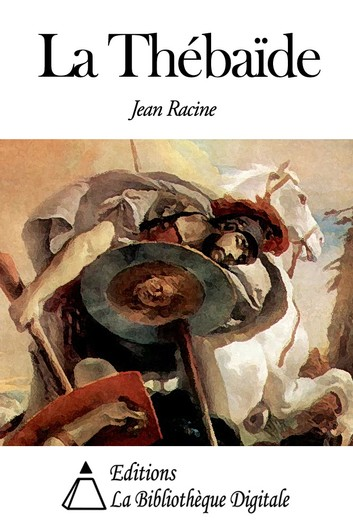 La Thébaïde
Jean Racine
Editions
La Bibliothèque Digitale